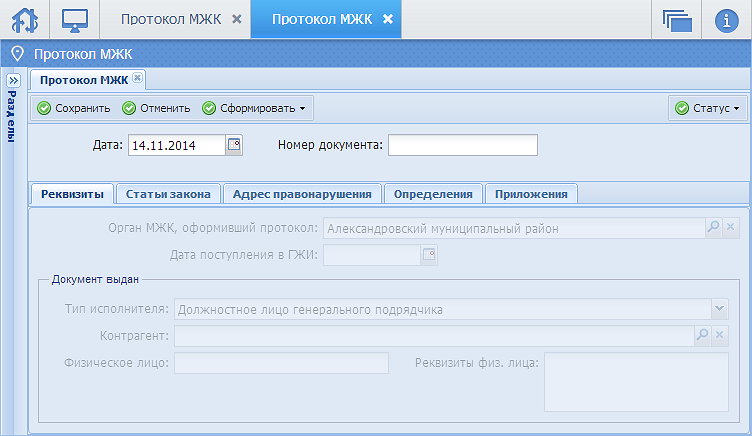 Протокол МЖК Протокол МЖК
Протокол МЖК
Разделы
Протокол МЖК
Сохранить Отменить Сформировать Статус
Дата: 14.11.2014 Номер документа:
Реквизиты Статьи закона Адрес правонарушения Определения Приложения
Орган МЖК, оформивший протокол: Александровский муниципальный район
Дата поступления в ГЖИ:
Документ выдан
Тип исполнителя: Должностное лицо генерального подрядчика
Контрагент:
Физическое лицо: Реквизиты физ. лица: